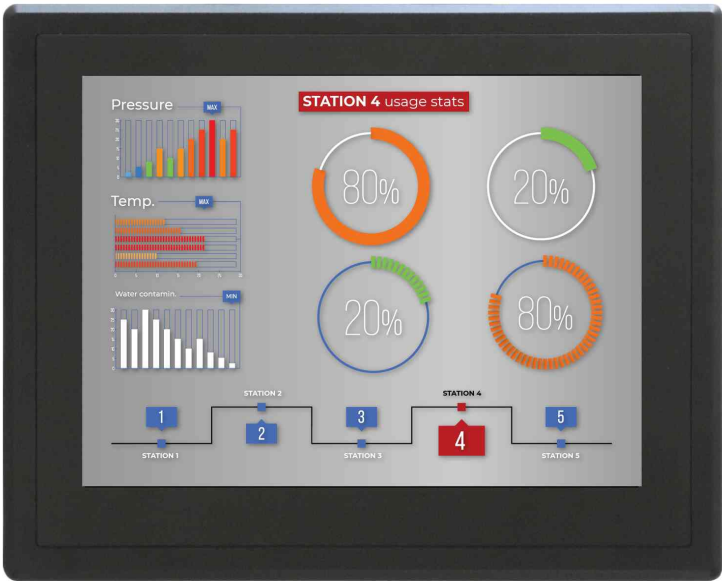 Pressure
MAX
STATION 4 usage stats
80%
20%
Temp.
MAX
Water contamin.
MIN
20%
80%
STATION 2
STATION 4
1
2
3
4
5
STATION 1
STATION 3
STATION 5